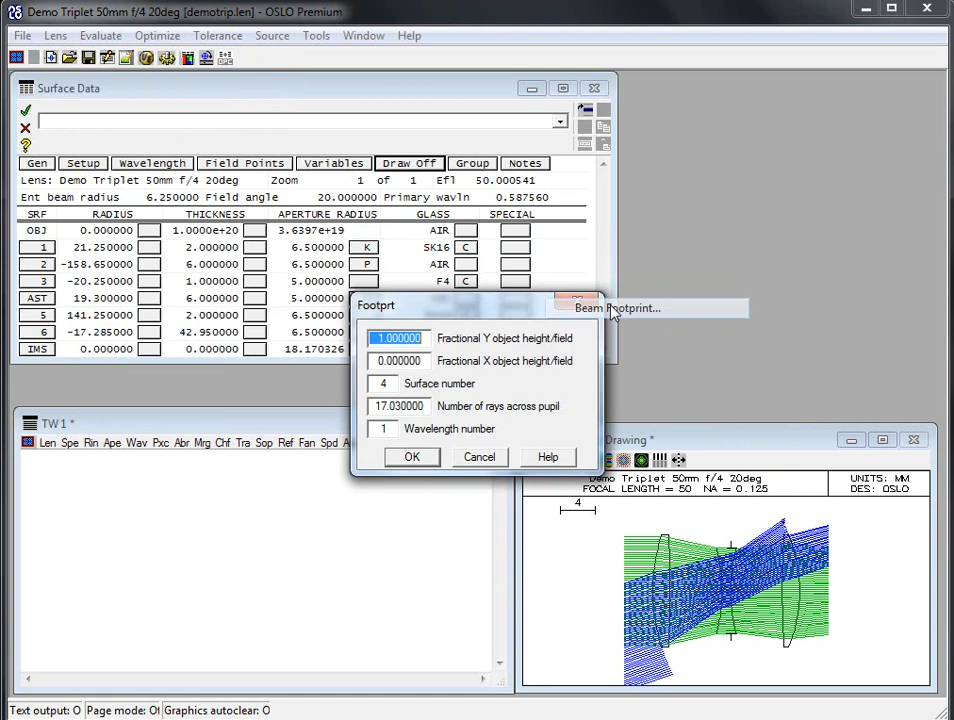 Demo Triplet 50mm f/4 20deg [demotrip.len] - OSLO Premium
File Lens Evaluate Optimize Tolerance Source Tools Window Help
Surface Data
Gen Setup Wavelength Field Points Variables Draw Off Group Notes
Lens: Demo Triplet 50mm f/4 20deg Zoom 1 of 1 Efl 50.000541
Ent beam radius 6.250000 Field angle 20.000000 Primary wavln 0.587560
SRF RADIUS THICKNESS APERTURE RADIUS GLASS SPECIAL
OBJ 0.000000 1.0000e+20 3.6397e+19 AIR
1 21.250000 2.000000 6.500000 K SK16 C
2 -158.650000 6.000000 6.500000 P AIR
3 -20.250000 1.000000 5.000000 F4 C
AST 19.300000 6.000000
5 141.250000 2.000000
6 -17.285000 42.950000
IMS 0.000000 0.000000 18.170326
Footprt
Beam Footprint...
1.000000 Fractional Y object height/field
0.000000 Fractional X object height/field
4 Surface number
17.030000 Number of rays across pupil
1 Wavelength number
OK Cancel Help
TW 1 *
Len Spe Rin Ape Wav Pxc Abr Mrg Chf Tra Sop Ref Fan Spd
Drawing *
Demo Triplet 50mm f/4 20deg
FOCAL LENGTH = 50 NA = 0.125
UNITS: MM
DES: OSLO
4
Text output: O Page mode: Of Graphics autoclear: O